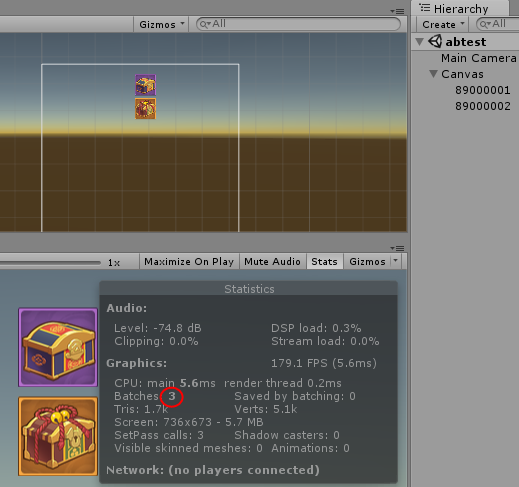 Hierarchy
Gizmos All
Create All
abtest
Main Camera
Canvas
89000001
89000002
1x Maximize On Play Mute Audio Stats Gizmos
Statistics
Audio:
Level: -74.8 dB DSP load: 0.3%
Clipping: 0.0% Stream load: 0.0%
Graphics: 179.1 FPS (5.6ms)
CPU: main 5.6ms render thread 0.2ms
Batches: 3 Saved by batching: 0
Tris: 1.7k Verts: 5.1k
Screen: 736x673 - 5.7 MB
SetPass calls: 3 Shadow casters: 0
Visible skinned meshes: 0 Animations: 0
Network: (no players connected)